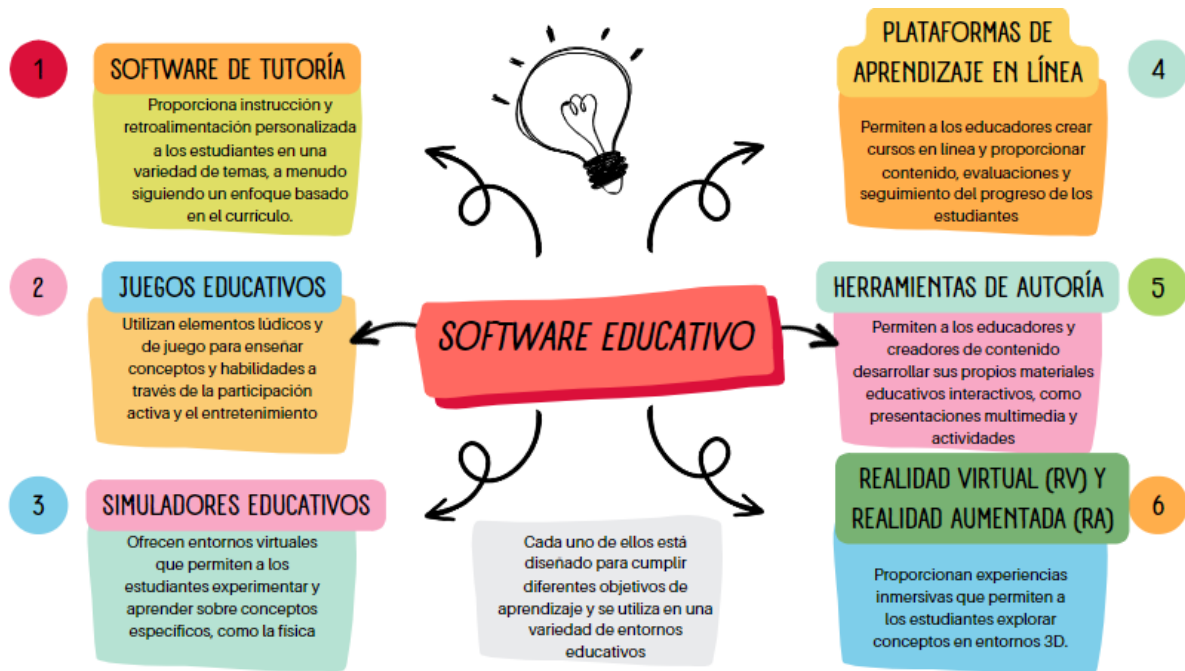 1
SOFTWARE DE TUTORÍA
Proporciona instrucción y
retroalimentación personalizada
a los estudiantes en una
variedad de temas, a menudo
siguiendo un enfoque basado
en el currículo.
2
JUEGOS EDUCATIVOS
Utilizan elementos lúdicos y
de juego para enseñar
conceptos y habilidades a
través de la participación
activa y el entretenimiento
3
SIMULADORES EDUCATIVOS
Ofrecen entornos virtuales
que permiten a los
estudiantes experimentar y
aprender sobre conceptos
específicos, como la física
SOFTWARE EDUCATIVO
Cada uno de ellos está
diseñado para cumplir
diferentes objetivos de
aprendizaje y se utiliza en una
variedad de entornos
educativos
PLATAFORMAS DE
APRENDIZAJE EN LÍNEA
4
Permiten a los educadores crear
cursos en línea y proporcionar
contenido, evaluaciones y
seguimiento del progreso de los
estudiantes
HERRAMIENTAS DE AUTORÍA
5
Permiten a los educadores y
creadores de contenido
desarrollar sus propios materiales
educativos interactivos, como
presentaciones multimedia y
actividades
REALIDAD VIRTUAL (RV) Y
REALIDAD AUMENTADA (RA)
6
Proporcionan experiencias
inmersivas que permiten a
los estudiantes explorar
conceptos en entornos 3D.